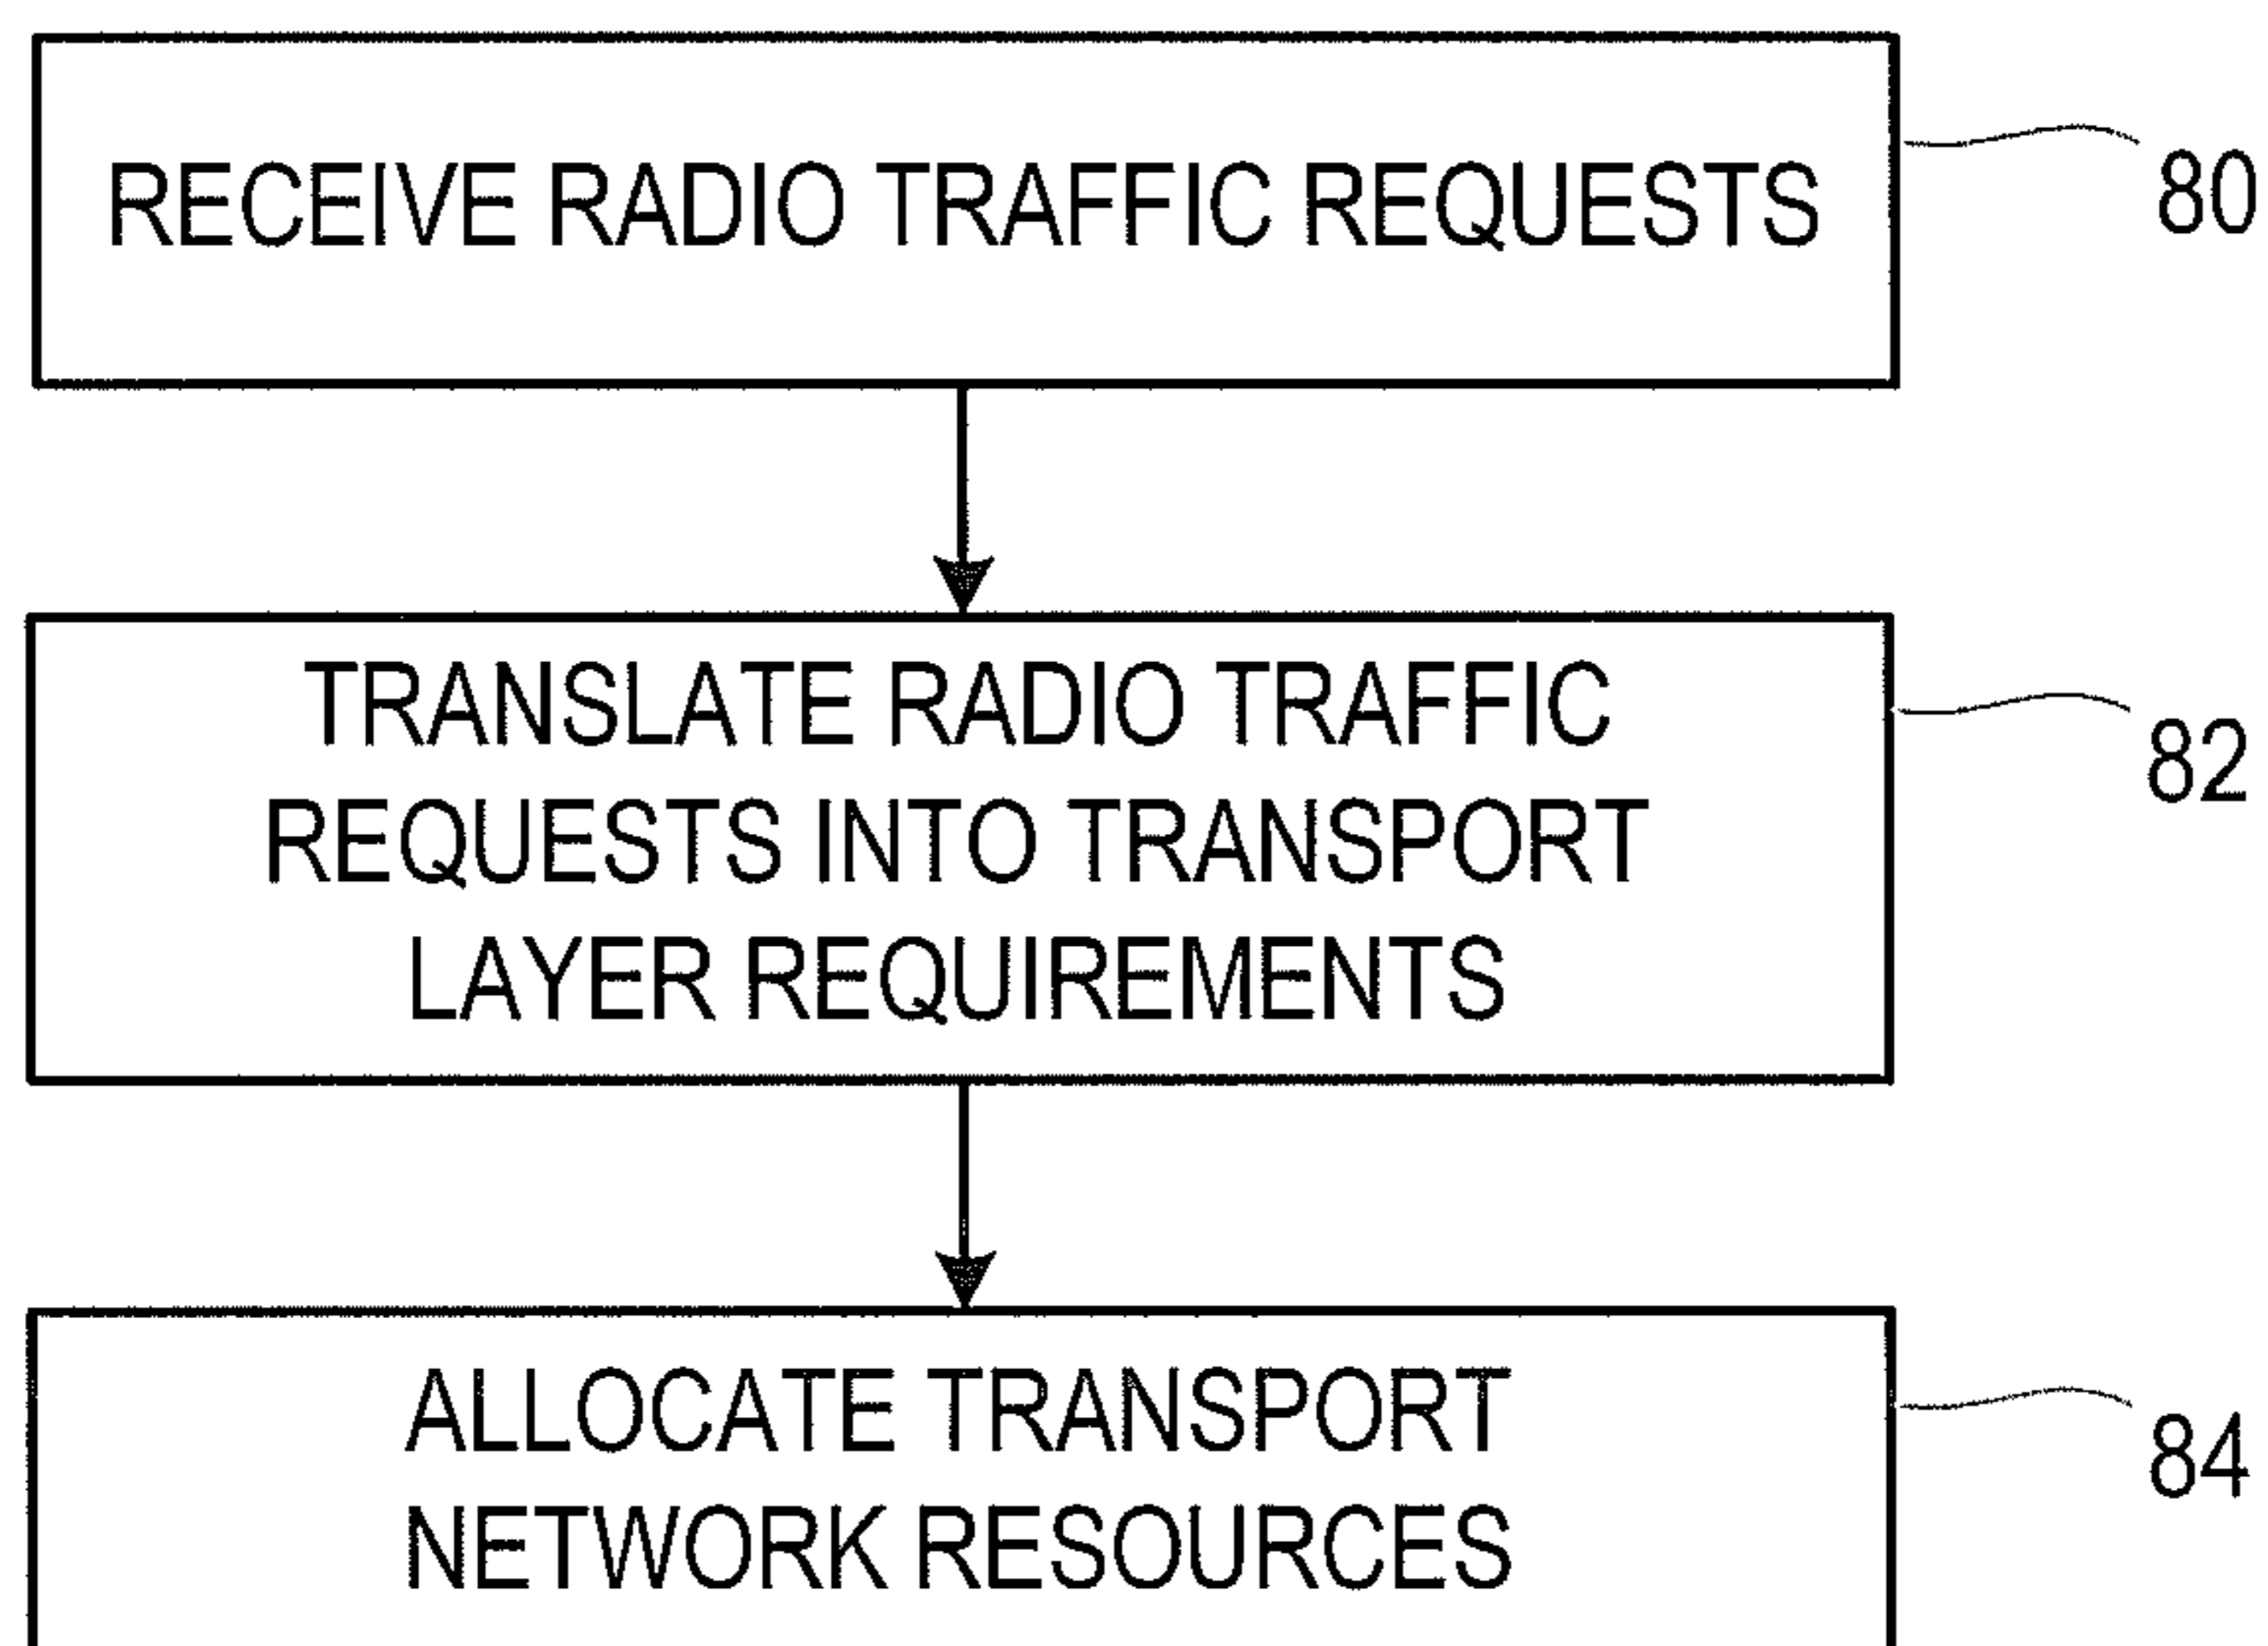 RECEIVE RADIO TRAFFIC REQUESTS
80
TRANSLATE RADIO TRAFFIC
REQUESTS INTO TRANSPORT
LAYER REQUIREMENTS
82
ALLOCATE TRANSPORT
NETWORK RESOURCES
84